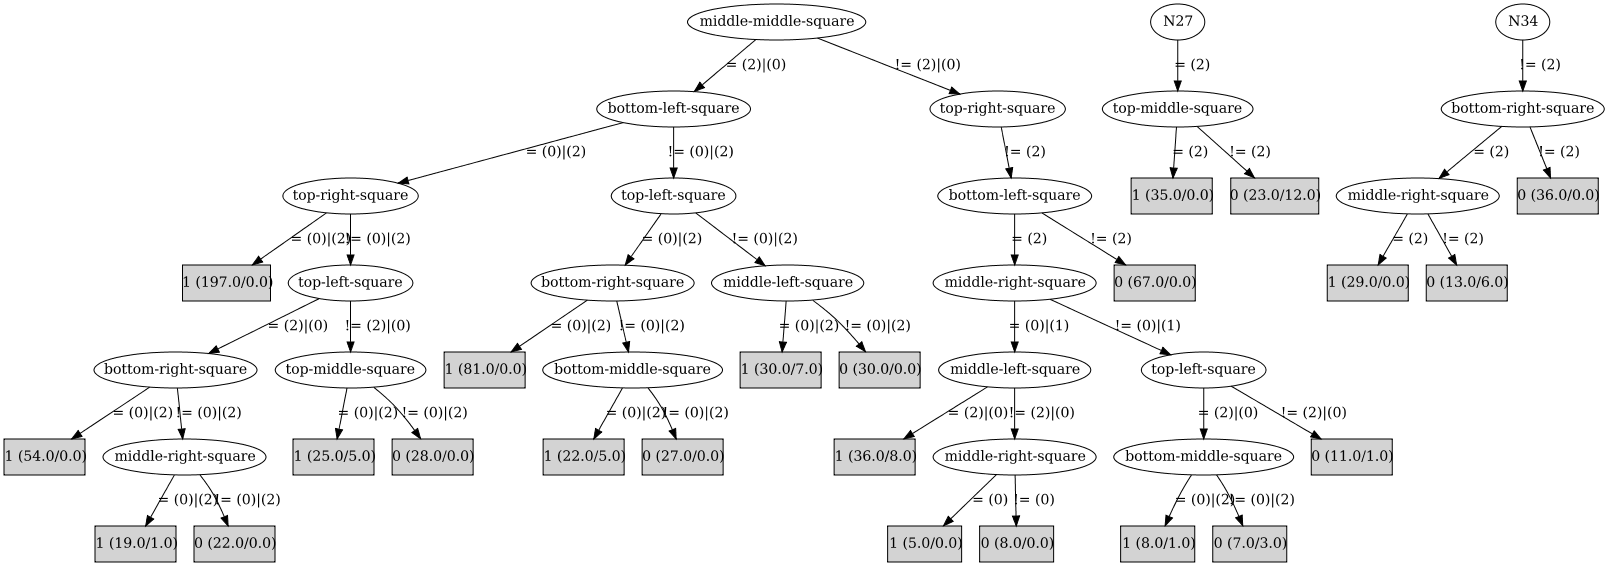 middle-middle-square N27 N34
= (2)|(0) != (2)|(0) = (2) != (2)
bottom-left-square top-right-square top-middle-square bottom-right-square
= (0)|(2) != (0)|(2) != (2) = (2) != (2) = (2) != (2)
top-right-square top-left-square bottom-left-square 1 (35.0/0.0) 0 (23.0/12.0) middle-right-square 0 (36.0/0.0)
= (0)|(2) != (0)|(2) = (0)|(2) != (0)|(2) = (2) != (2) = (2) != (2)
1 (197.0/0.0) top-left-square bottom-right-square middle-left-square middle-right-square 0 (67.0/0.0) 1 (29.0/0.0) 0 (13.0/6.0)
= (2)|(0) != (2)|(0) = (0)|(2) != (0)|(2) = (0)|(2) != (0)|(2) = (0)|(1) != (0)|(1)
bottom-right-square top-middle-square 1 (81.0/0.0) bottom-middle-square 1 (30.0/7.0) 0 (30.0/0.0) middle-left-square top-left-square
= (0)|(2) != (0)|(2) = (0)|(2) != (0)|(2) = (0)|(2) != (0)|(2) = (2)|(0) != (2)|(0) = (2)|(0) != (2)|(0)
1 (54.0/0.0) middle-right-square 1 (25.0/5.0) 0 (28.0/0.0) 1 (22.0/5.0) 0 (27.0/0.0) 1 (36.0/8.0) middle-right-square bottom-middle-square 0 (11.0/1.0)
= (0)|(2) != (0)|(2) = (0) != (0) = (0)|(2) != (0)|(2)
1 (19.0/1.0) 0 (22.0/0.0) 1 (5.0/0.0) 0 (8.0/0.0) 1 (8.0/1.0) 0 (7.0/3.0)